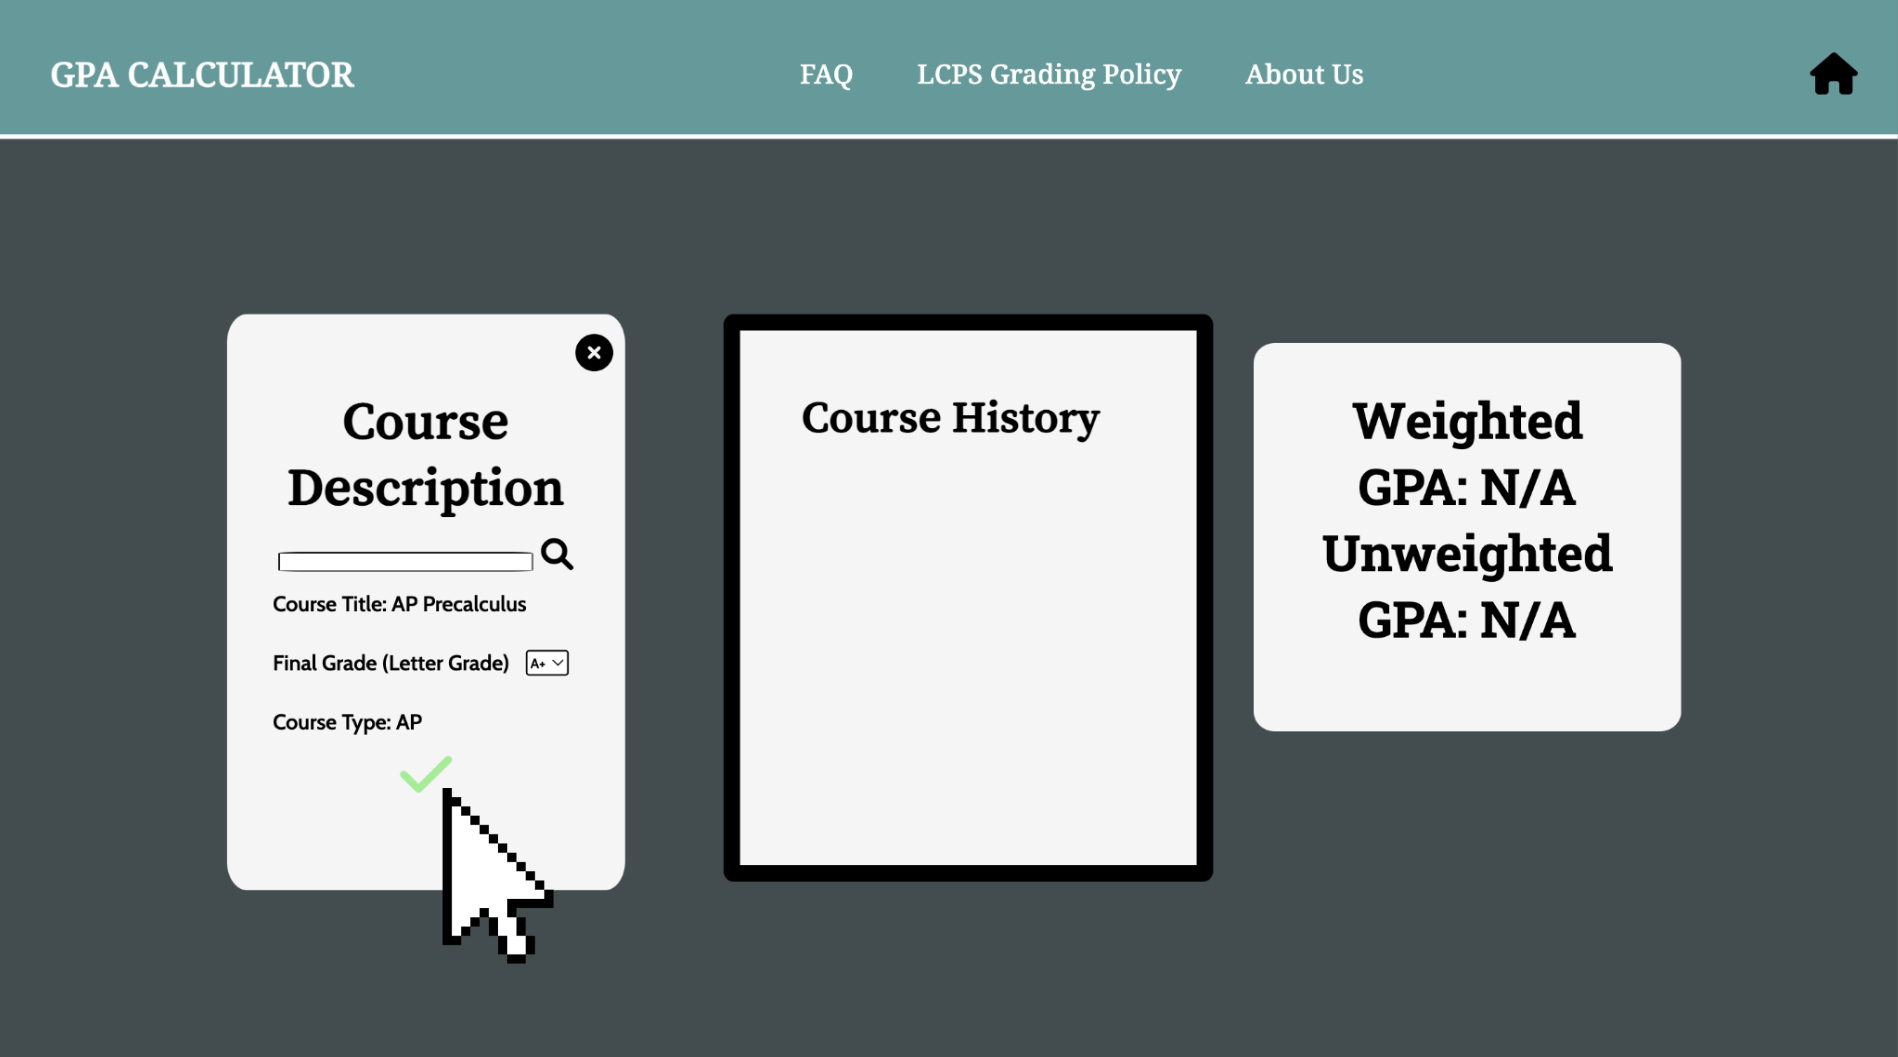 GPA CALCULATOR
FAQ
LCPS Grading Policy
About Us
Course
Description
Course Title: AP Precalculus
Final Grade (Letter Grade)
A+
Course Type: AP
Course History
Weighted
GPA: N/A
Unweighted
GPA: N/A